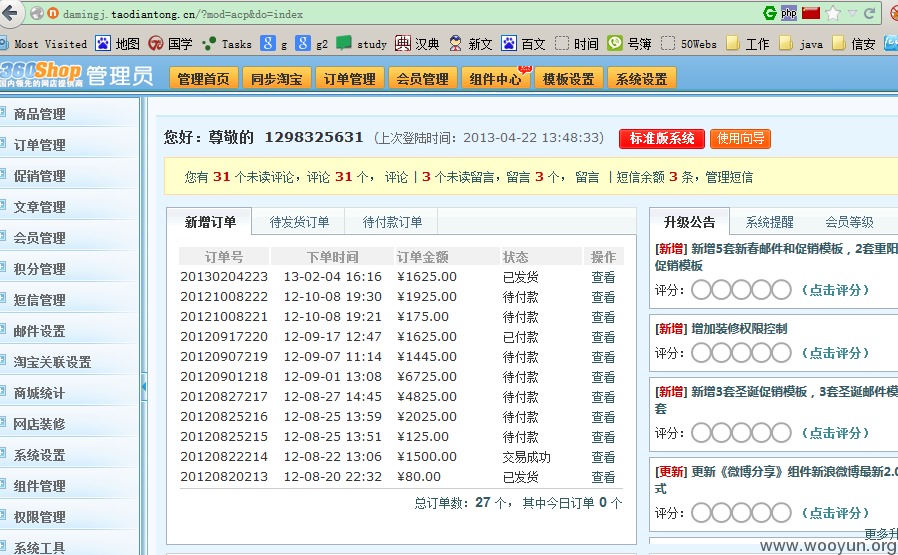 damingj.taodiantong.cn/?mod=acp&do=index
php
Most Visited 地图 国学 Tasks g g2 study 汉典 新文 百文 时间 号簿 50Webs 工作 java 信安
360Shop 管理员
国内领先的网店提供商
管理首页 同步淘宝 订单管理 会员管理 组件中心 模板设置 系统设置
商品管理
订单管理
促销管理
文章管理
会员管理
积分管理
短信管理
邮件设置
淘宝关联设置
商城统计
网店装修
系统设置
组件管理
权限管理
系统工具
您好：尊敬的 1298325631 (上次登陆时间：2013-04-22 13:48:33) 标准版系统 使用向导
您有 31 个未读评论，评论 31 个， 评论 | 3 个未读留言，留言 3 个， 留言 | 短信余额 3 条，管理短信
新增订单 待发货订单 待付款订单
订单号 下单时间 订单金额 状态 操作
20130204223 13-02-04 16:16 ¥1625.00 已发货 查看
20121008222 12-10-08 19:30 ¥1925.00 待付款 查看
20121008221 12-10-08 19:21 ¥175.00 待付款 查看
20120917220 12-09-17 12:47 ¥1625.00 已付款 查看
20120907219 12-09-07 11:14 ¥1445.00 待付款 查看
20120901218 12-09-01 13:08 ¥6725.00 待付款 查看
20120827217 12-08-27 14:45 ¥4825.00 待付款 查看
20120825216 12-08-25 13:59 ¥2025.00 待付款 查看
20120825215 12-08-25 13:51 ¥125.00 待付款 查看
20120822214 12-08-22 13:06 ¥1500.00 交易成功 查看
20120820213 12-08-20 22:32 ¥80.00 已发货 查看
总订单数：27 个， 其中今日订单 0 个
升级公告 系统提醒 会员等级
[新增] 新增5套新春邮件和促销模板，2套重阳
促销模板
评分： (点击评分)
[新增] 增加装修权限控制
评分： (点击评分)
[新增] 新增3套圣诞促销模板，3套圣诞邮件模
套
评分： (点击评分)
[更新] 更新《微博分享》组件新浪微博最新2.0
式
评分： (点击评分)
更多升
www.wooyun.org